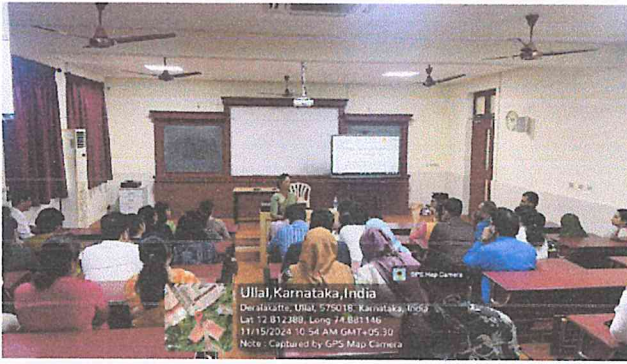 GPS Map Camera
Ullal,Karnataka,India
Deralakatte, Ullal, 575018, Karnataka, India
Lat 12.812388, Long 74.881146
11/15/2024 10:54 AM GMT+05:30
Note : Captured by GPS Map Camera